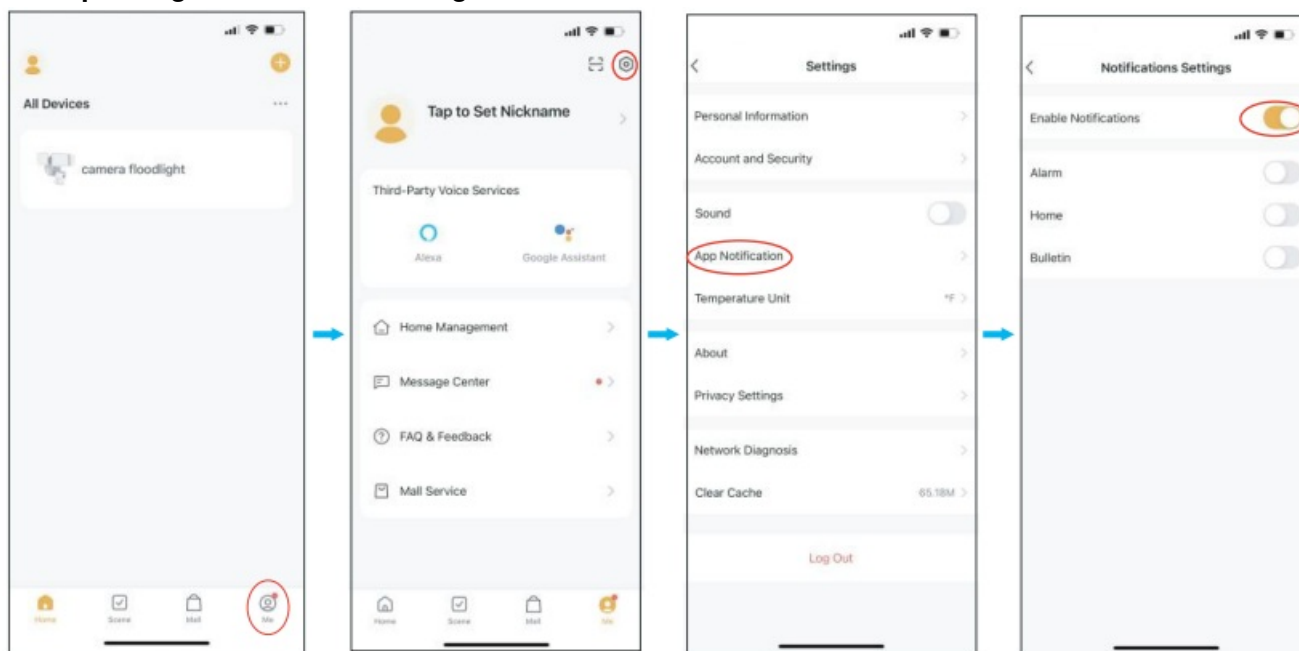 All Devices
camera floodlight
Home
Scene
Mall
Me
Tap to Set Nickname
Third-Party Voice Services
Alexa
Google Assistant
Home Management
Message Center
FAQ & Feedback
Mall Service
Home
Scene
Mall
Me
Settings
Personal Information
Account and Security
Sound
App Notification
Temperature Unit °F
About
Privacy Settings
Network Diagnosis
Clear Cache 65.18M
Log Out
Notifications Settings
Enable Notifications
Alarm
Home
Bulletin